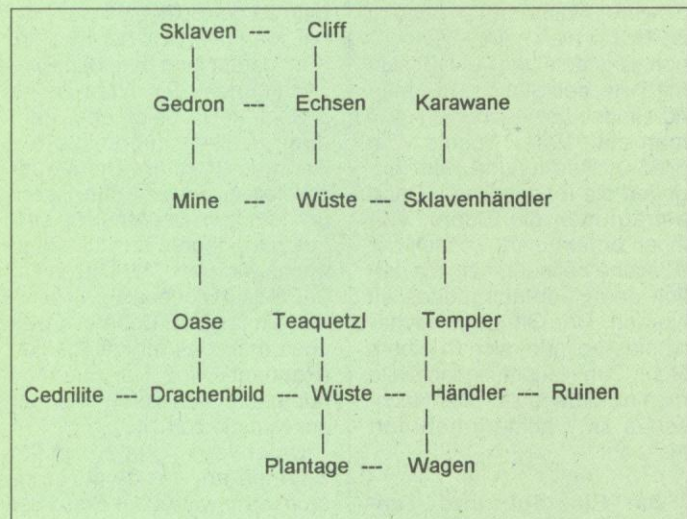 Sklaven --- Cliff
Gedron --- Echsen Karawane
Mine --- Wüste --- Sklavenhändler
Oase Teaquetzl Templer
Cedrilite --- Drachenbild --- Wüste --- Händler --- Ruinen
Plantage --- Wagen